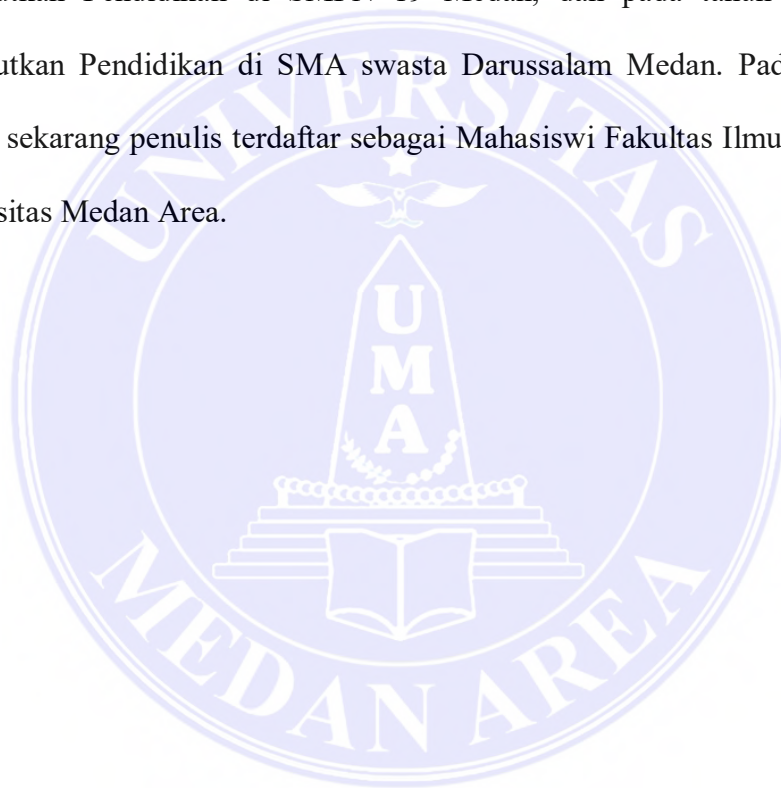 utkan Pendidikan di SMA swasta Darussalam Medan. Pad
sekarang penulis terdaftar sebagai Mahasiswi Fakultas Ilmu
sitas Medan Area.
UNIVERSITAS
U
M
A
MEDAN AREA